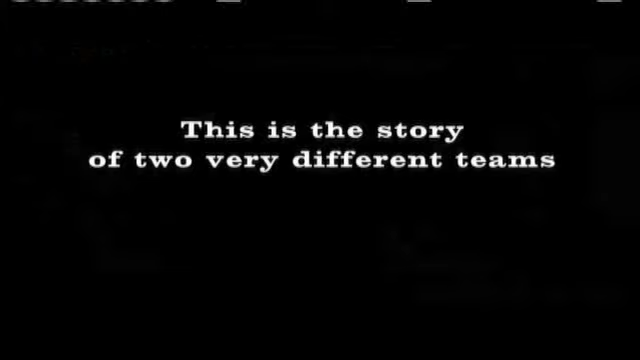 This is the story
of two very different teams